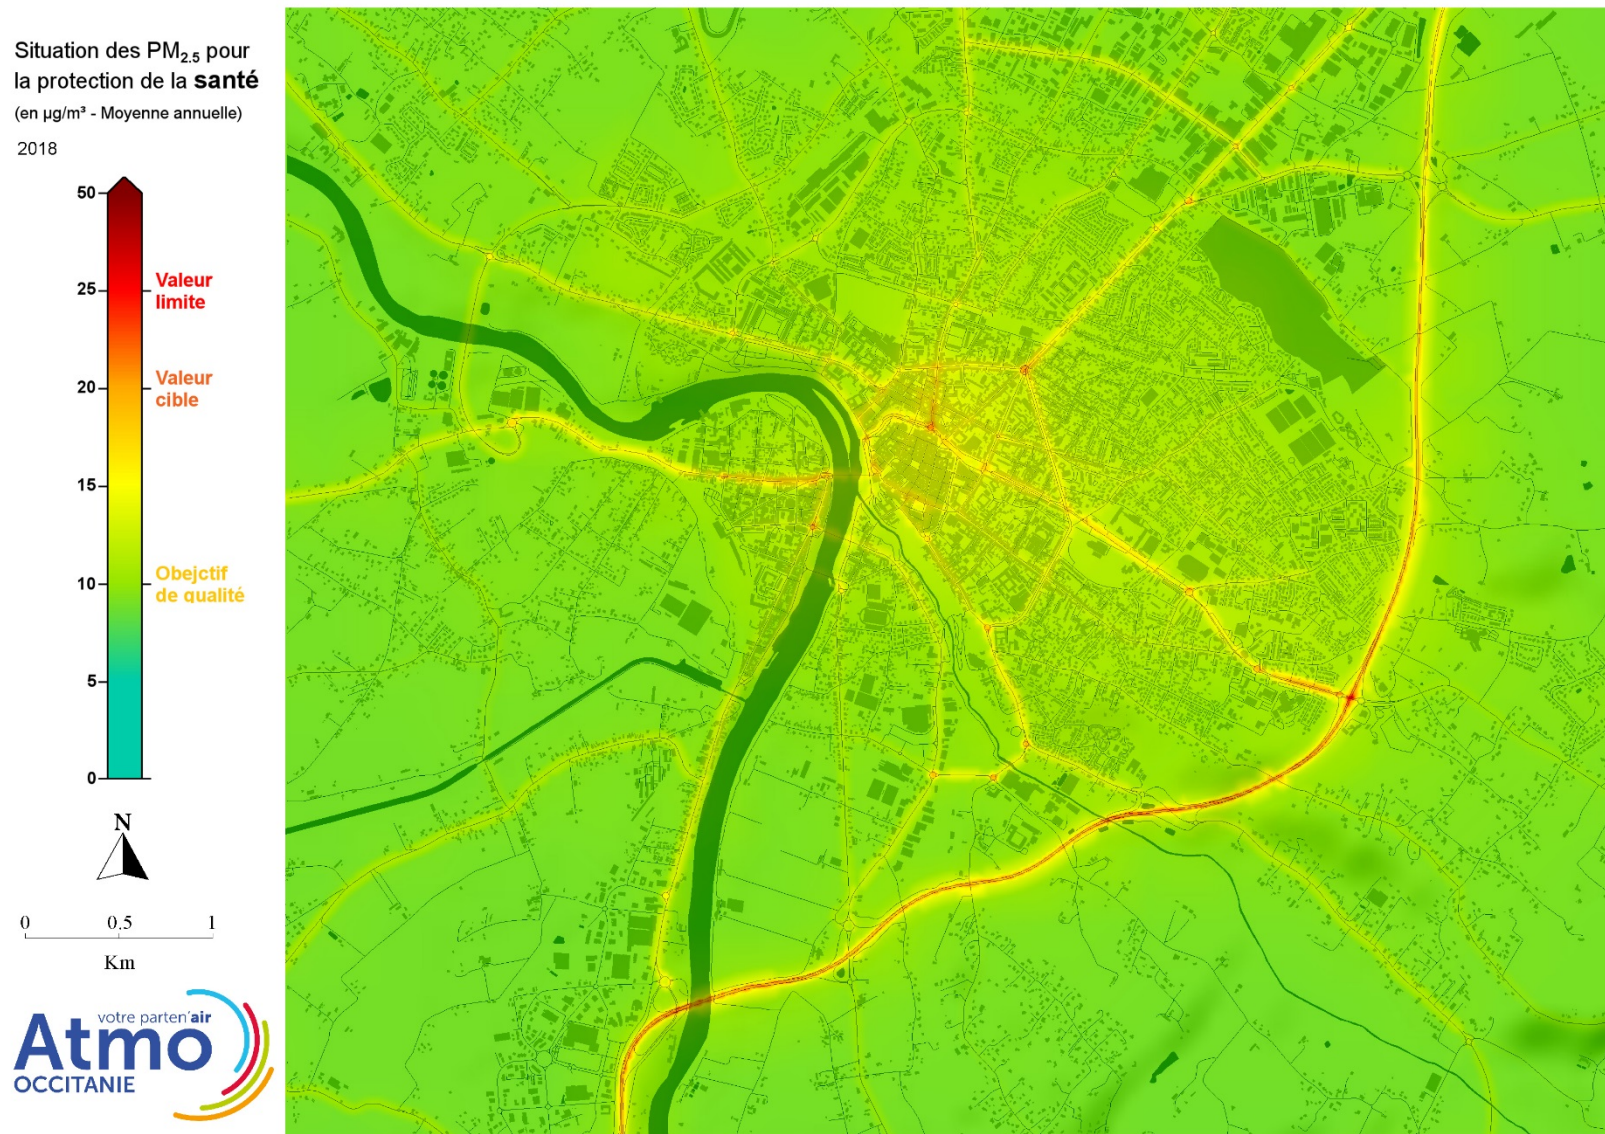 Situation des PM2.5 pour
la protection de la santé
(en µg/m³ - Moyenne annuelle)
2018
50
25
Valeur
limite
20
Valeur
cible
15
10
Obejctif
de qualité
5
0
N
0 0.5 1
Km
votre parten'air
Atmo
OCCITANIE